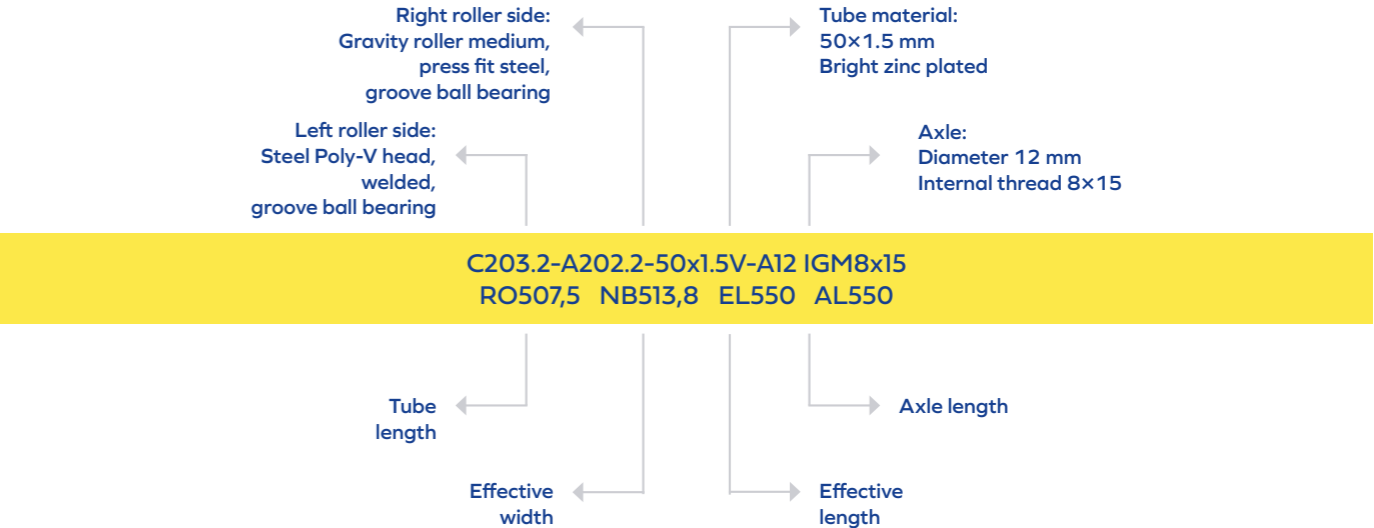 Right roller side:
Gravity roller medium,
press fit steel,
groove ball bearing
Tube material:
50×1.5 mm
Bright zinc plated
Left roller side:
Steel Poly-V head,
welded,
groove ball bearing
Axle:
Diameter 12 mm
Internal thread 8×15
C203.2-A202.2-50x1.5V-A12 IGM8x15
RO507,5 NB513,8 EL550 AL550
Tube
length
Axle length
Effective
width
Effective
length